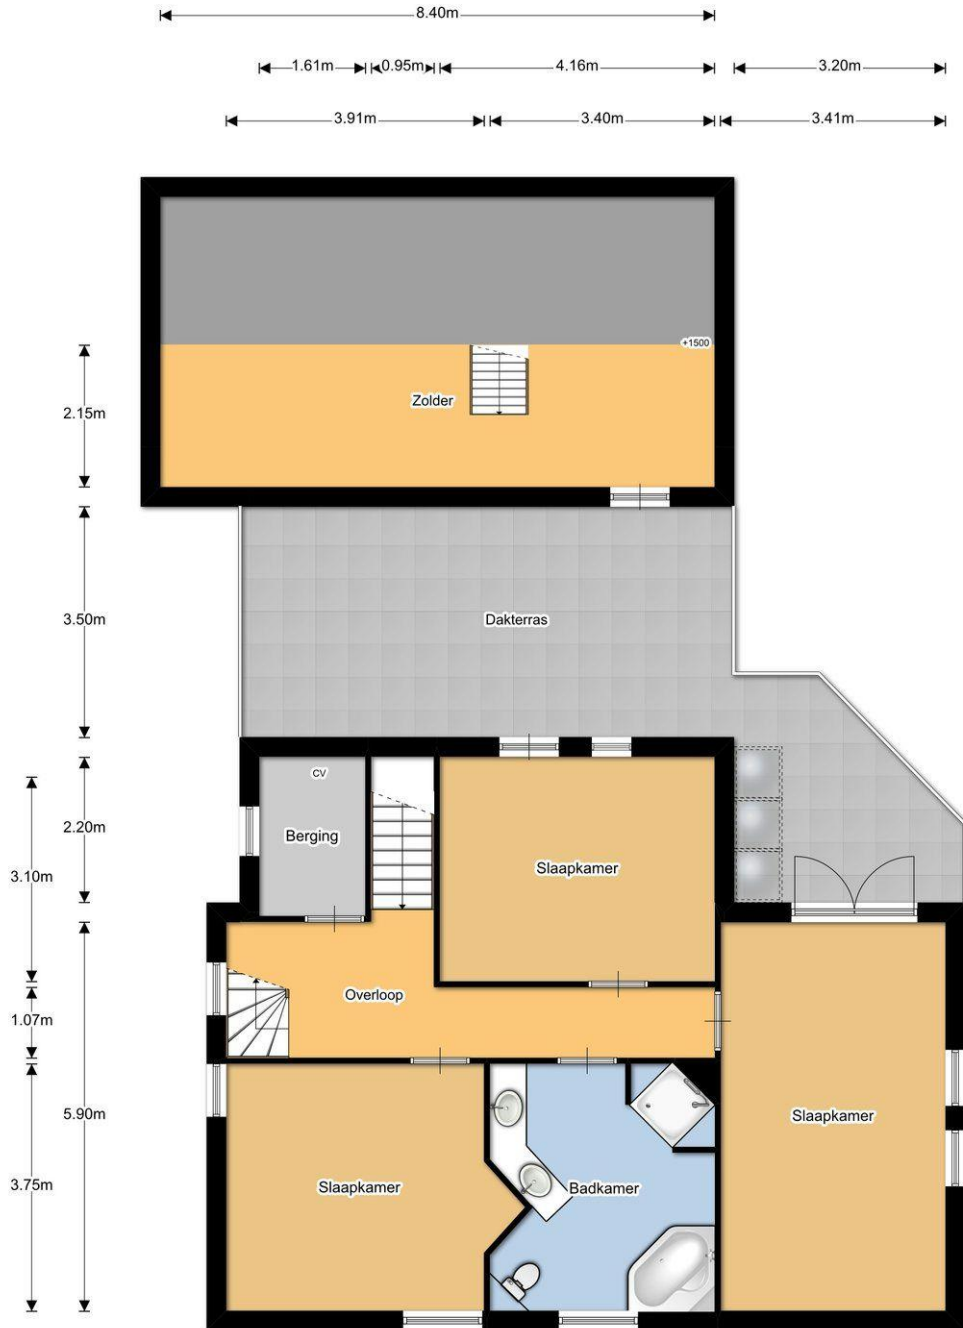 8.40m
1.61m 0.95m 4.16m 3.20m
3.91m 3.40m 3.41m
+1500
2.15m
Zolder
3.50m
Dakterras
CV
2.20m
Berging
3.10m
Slaapkamer
Overloop
1.07m
5.90m
Slaapkamer
3.75m
Slaapkamer
Badkamer